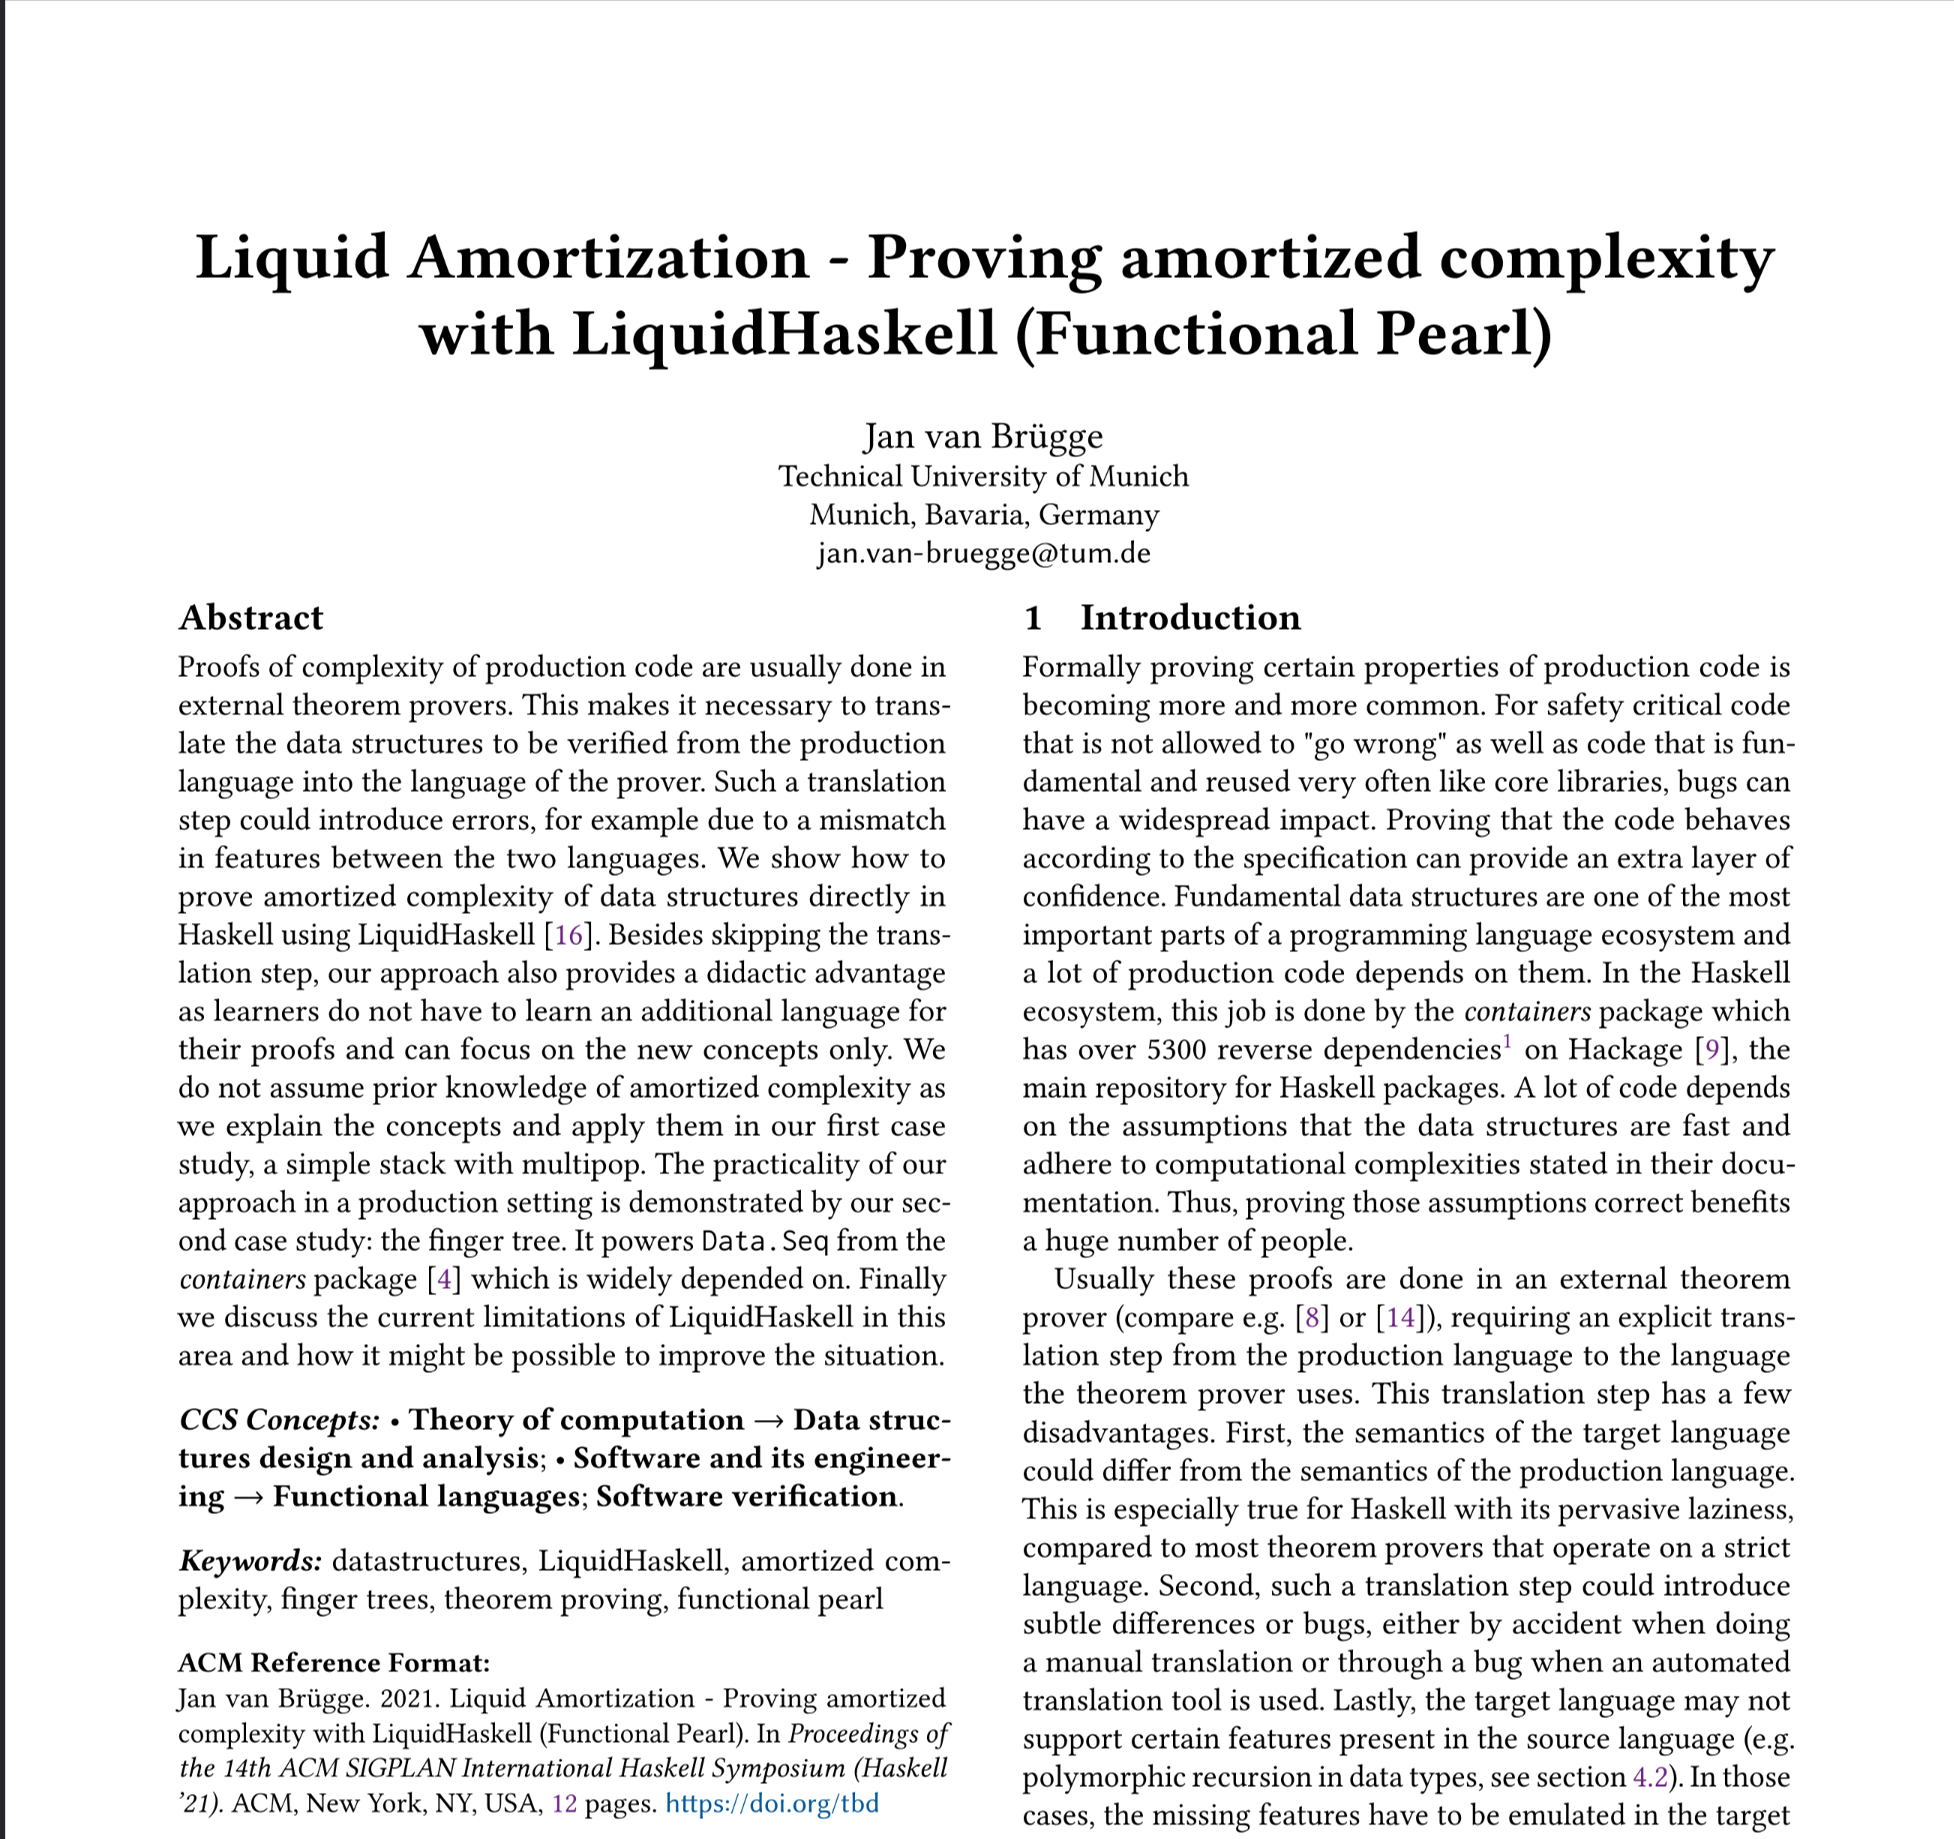 Liquid Amortization - Proving amortized complexity
with LiquidHaskell (Functional Pearl)
Jan van Brügge
Technical University of Munich
Munich, Bavaria, Germany
jan.van-bruegge@tum.de
Abstract
Proofs of complexity of production code are usually done in
external theorem provers. This makes it necessary to trans-
late the data structures to be verified from the production
language into the language of the prover. Such a translation
step could introduce errors, for example due to a mismatch
in features between the two languages. We show how to
prove amortized complexity of data structures directly in
Haskell using LiquidHaskell [16]. Besides skipping the trans-
lation step, our approach also provides a didactic advantage
as learners do not have to learn an additional language for
their proofs and can focus on the new concepts only. We
do not assume prior knowledge of amortized complexity as
we explain the concepts and apply them in our first case
study, a simple stack with multipop. The practicality of our
approach in a production setting is demonstrated by our sec-
ond case study: the finger tree. It powers Data.Seq from the
containers package [4] which is widely depended on. Finally
we discuss the current limitations of LiquidHaskell in this
area and how it might be possible to improve the situation.
CCS Concepts: • Theory of computation → Data struc-
tures design and analysis; • Software and its engineer-
ing → Functional languages; Software verification.
Keywords: datastructures, LiquidHaskell, amortized com-
plexity, finger trees, theorem proving, functional pearl
ACM Reference Format:
Jan van Brügge. 2021. Liquid Amortization - Proving amortized
complexity with LiquidHaskell (Functional Pearl). In Proceedings of
the 14th ACM SIGPLAN International Haskell Symposium (Haskell
’21). ACM, New York, NY, USA, 12 pages. https://doi.org/tbd
1 Introduction
Formally proving certain properties of production code is
becoming more and more common. For safety critical code
that is not allowed to "go wrong" as well as code that is fun-
damental and reused very often like core libraries, bugs can
have a widespread impact. Proving that the code behaves
according to the specification can provide an extra layer of
confidence. Fundamental data structures are one of the most
important parts of a programming language ecosystem and
a lot of production code depends on them. In the Haskell
ecosystem, this job is done by the containers package which
has over 5300 reverse dependencies¹ on Hackage [9], the
main repository for Haskell packages. A lot of code depends
on the assumptions that the data structures are fast and
adhere to computational complexities stated in their docu-
mentation. Thus, proving those assumptions correct benefits
a huge number of people.
Usually these proofs are done in an external theorem
prover (compare e.g. [8] or [14]), requiring an explicit trans-
lation step from the production language to the language
the theorem prover uses. This translation step has a few
disadvantages. First, the semantics of the target language
could differ from the semantics of the production language.
This is especially true for Haskell with its pervasive laziness,
compared to most theorem provers that operate on a strict
language. Second, such a translation step could introduce
subtle differences or bugs, either by accident when doing
a manual translation or through a bug when an automated
translation tool is used. Lastly, the target language may not
support certain features present in the source language (e.g.
polymorphic recursion in data types, see section 4.2). In those
cases, the missing features have to be emulated in the target